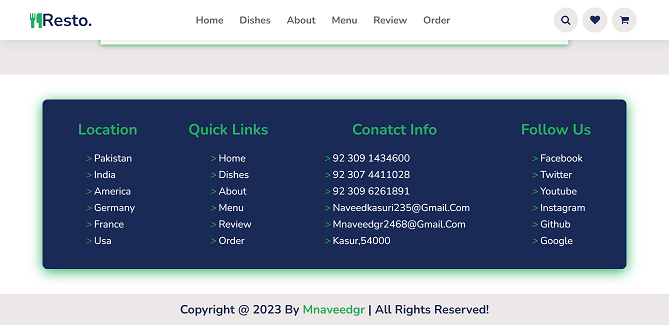 Resto.
Home Dishes About Menu Review Order
Location
> Pakistan
> India
> America
> Germany
> France
> Usa
Quick Links
> Home
> Dishes
> About
> Menu
> Review
> Order
Conatct Info
> 92 309 1434600
> 92 307 4411028
> 92 309 6261891
> Naveedkasuri235@Gmail.Com
> Mnaveedgr2468@Gmail.Com
> Kasur,54000
Follow Us
> Facebook
> Twitter
> Youtube
> Instagram
> Github
> Google
Copyright @ 2023 By Mnaveedgr | All Rights Reserved!